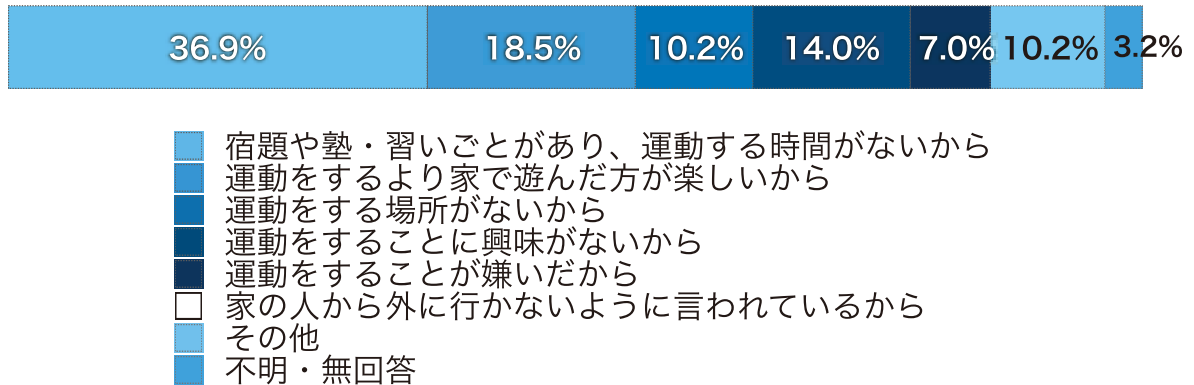 36.9% 18.5% 10.2% 14.0% 7.0% 10.2% 3.2%
宿題や塾・習いごとがあり、運動する時間がないから
運動をするより家で遊んだ方が楽しいから
運動をする場所がないから
運動をすることに興味がないから
運動をすることが嫌いだから
家の人から外に行かないように言われているから
その他
不明・無回答